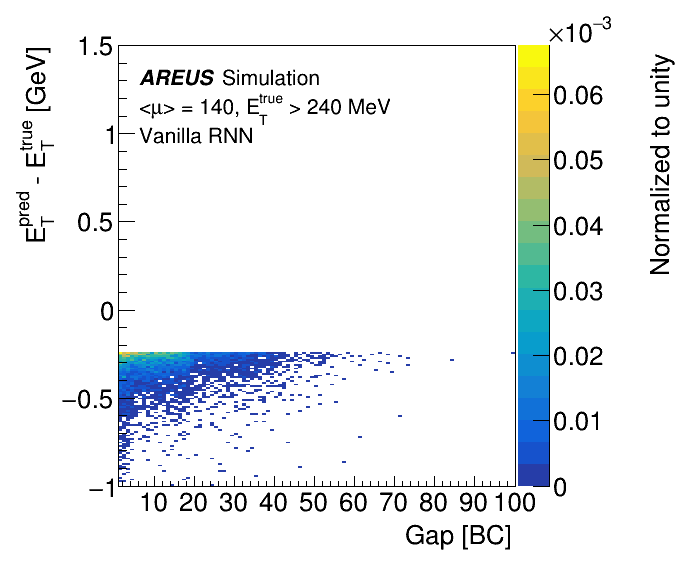 ×10⁻³
1.5
1
0.5
0
−0.5
−1
E_T^pred - E_T^true [GeV]
AREUS Simulation
<μ> = 140, E_T^true > 240 MeV
Vanilla RNN
0.06
0.05
0.04
0.03
0.02
0.01
0
Normalized to unity
10 20 30 40 50 60 70 80 90 100
Gap [BC]